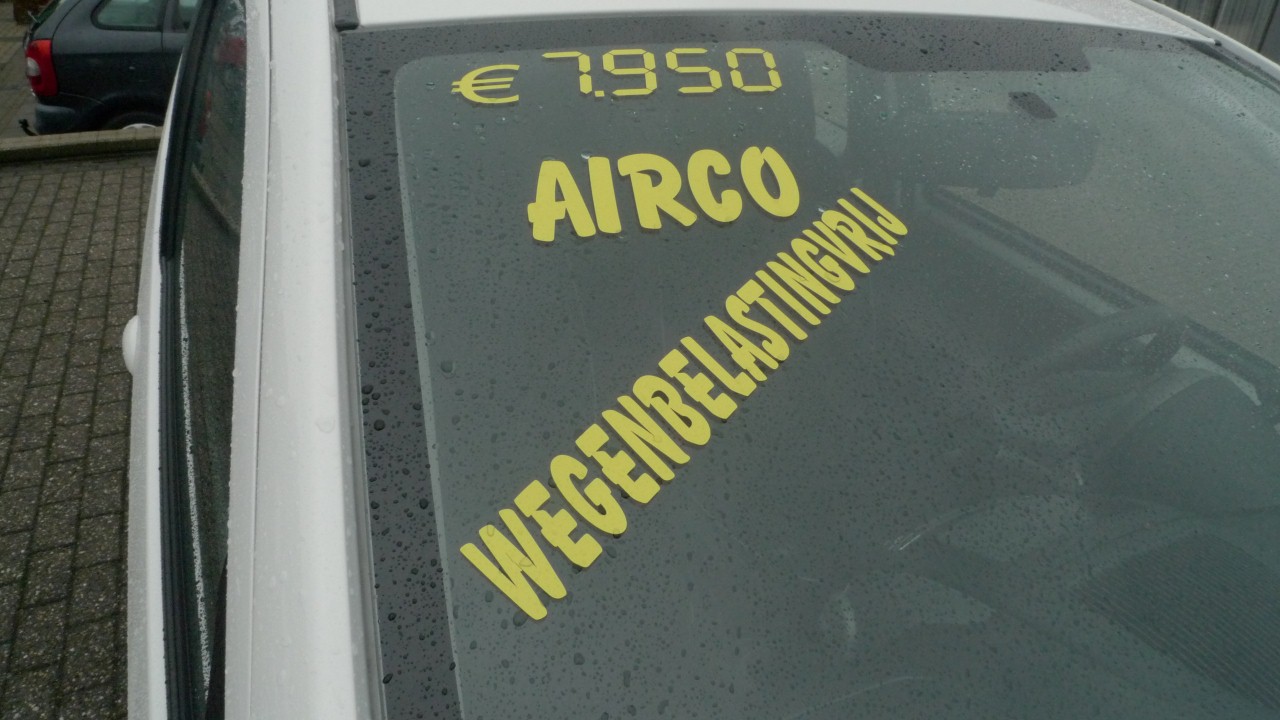 € 7.950
AIRCO
WEGENBELASTINGVRIJ